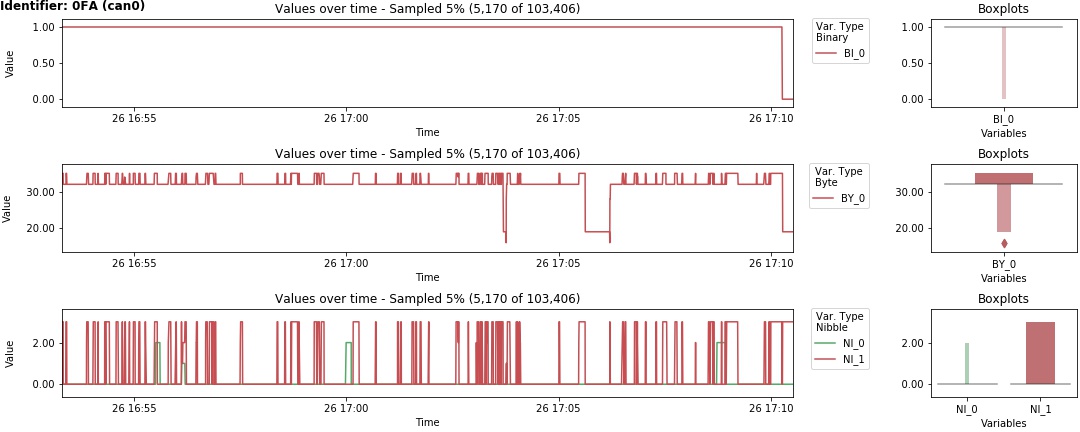 Identifier: 0FA (can0)
Values over time - Sampled 5% (5,170 of 103,406)
Boxplots
Value
1.00
0.50
0.00
26 16:55
26 17:00
26 17:05
26 17:10
Time
Var. Type
Binary
BI_0
1.00
0.50
0.00
BI_0
Variables
Values over time - Sampled 5% (5,170 of 103,406)
Boxplots
Value
30.00
20.00
26 16:55
26 17:00
26 17:05
26 17:10
Time
Var. Type
Byte
BY_0
30.00
20.00
BY_0
Variables
Values over time - Sampled 5% (5,170 of 103,406)
Boxplots
Value
2.00
0.00
26 16:55
26 17:00
26 17:05
26 17:10
Time
Var. Type
Nibble
NI_0
NI_1
2.00
0.00
NI_0
NI_1
Variables